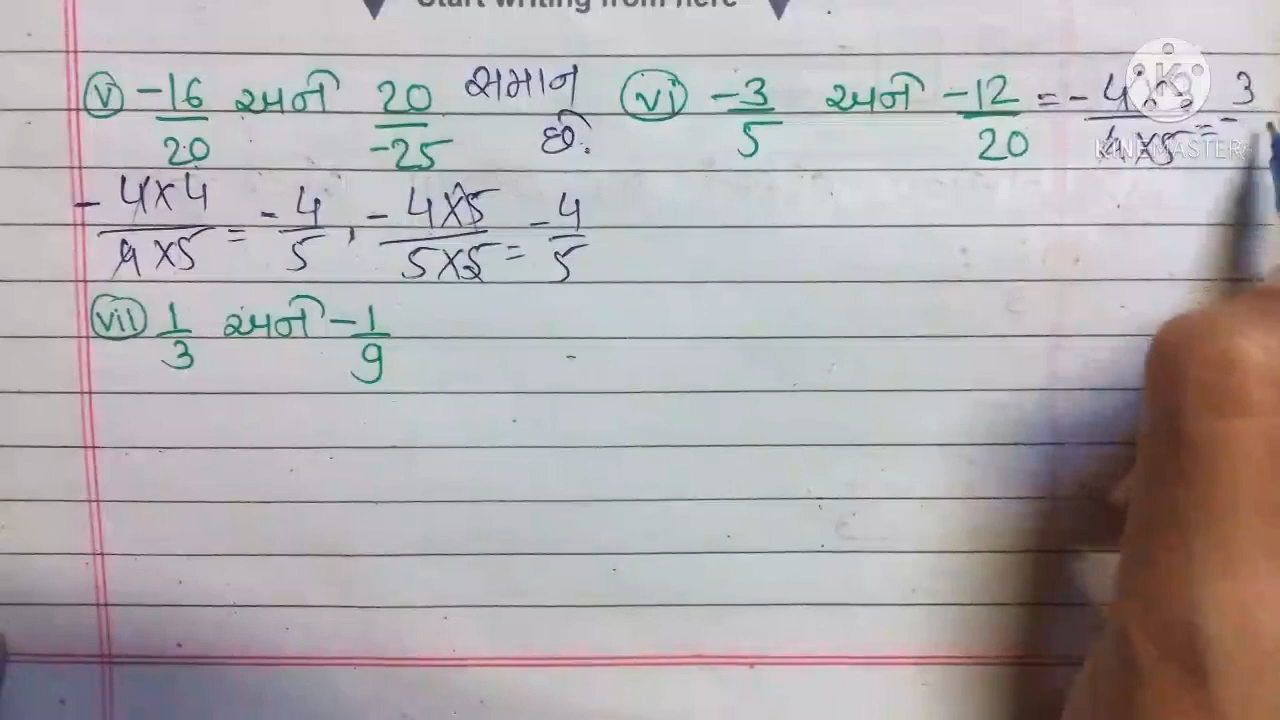 Start writing from here
(v) -16/20 અને 20/-25 સમાન છે.
-4×4/4×5 = -4/5, -4×5/5×5 = -4/5
(vi) -3/5 અને -12/20 = -4×3/4×5 = -3
(vii) 1/3 અને -1/9
KINEMASTER